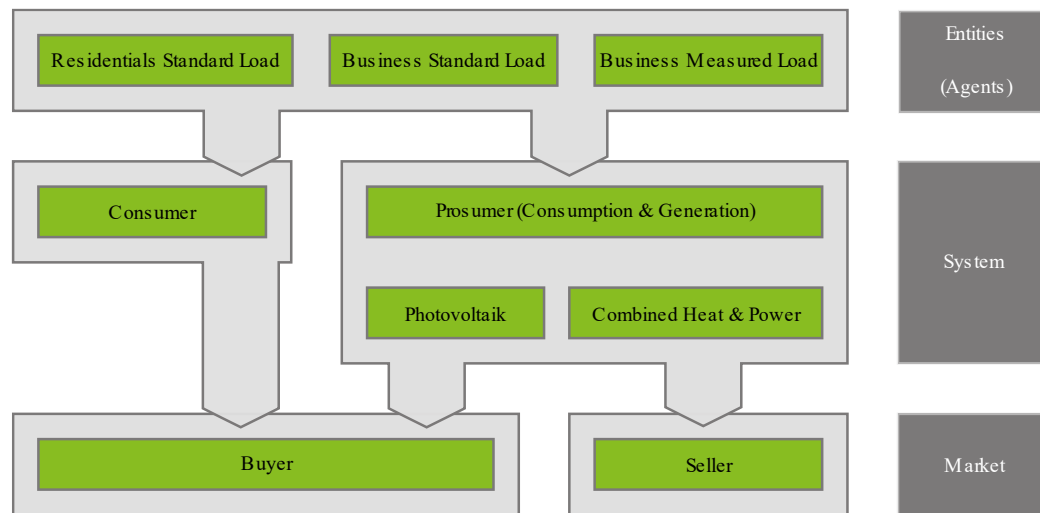 Residentials Standard Load
Business Standard Load
Business Measured Load
Entities
(Agents)
Consumer
Prosumer (Consumption & Generation)
System
Photovoltaik
Combined Heat & Power
Buyer
Seller
Market